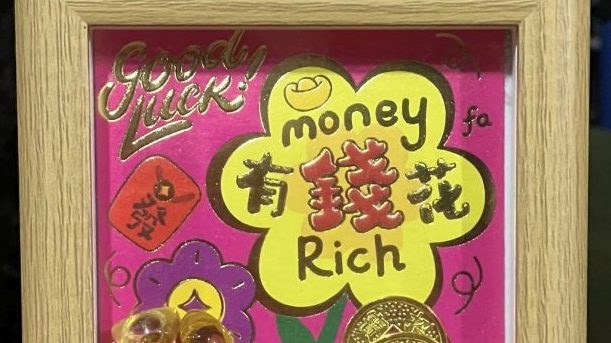 GOOD
LUCK!
money
fa
有錢花
發
Rich